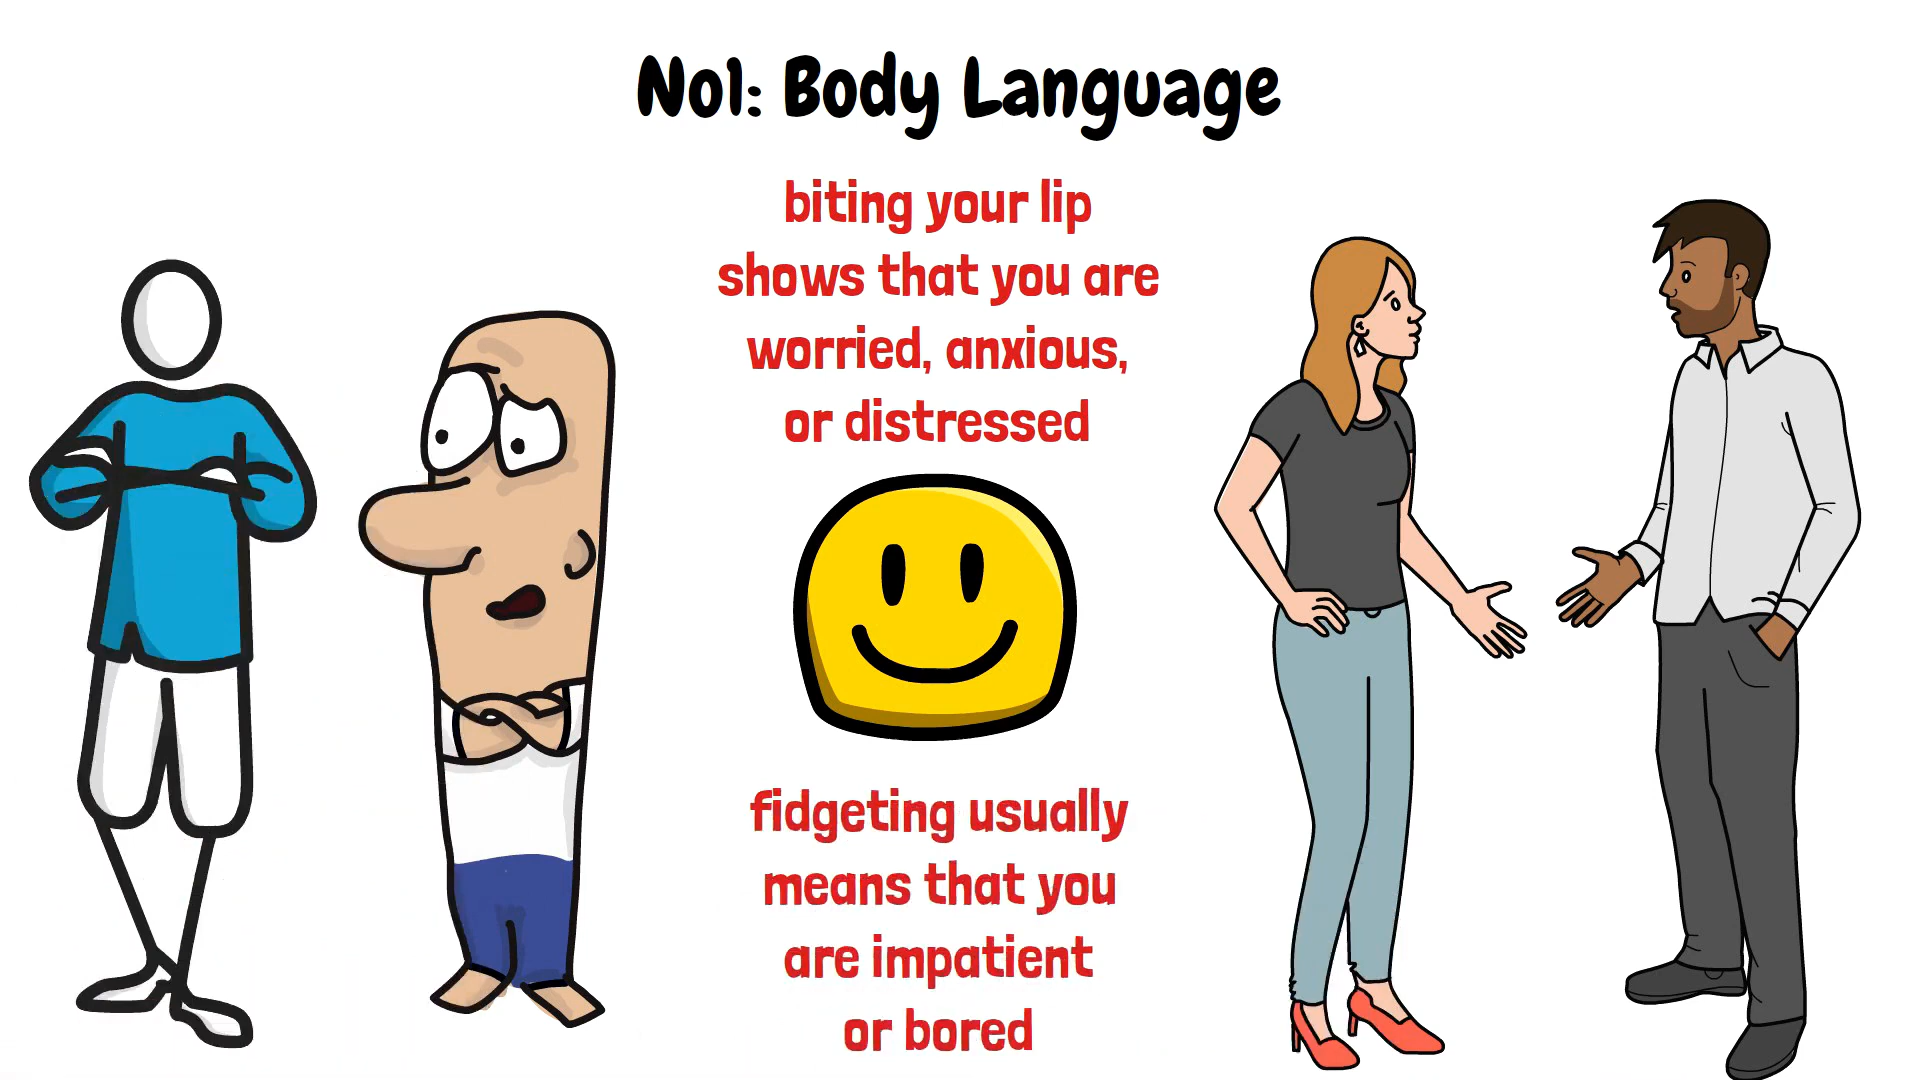 No1: Body Language
biting your lip
shows that you are
worried, anxious,
or distressed
fidgeting usually
means that you
are impatient
or bored